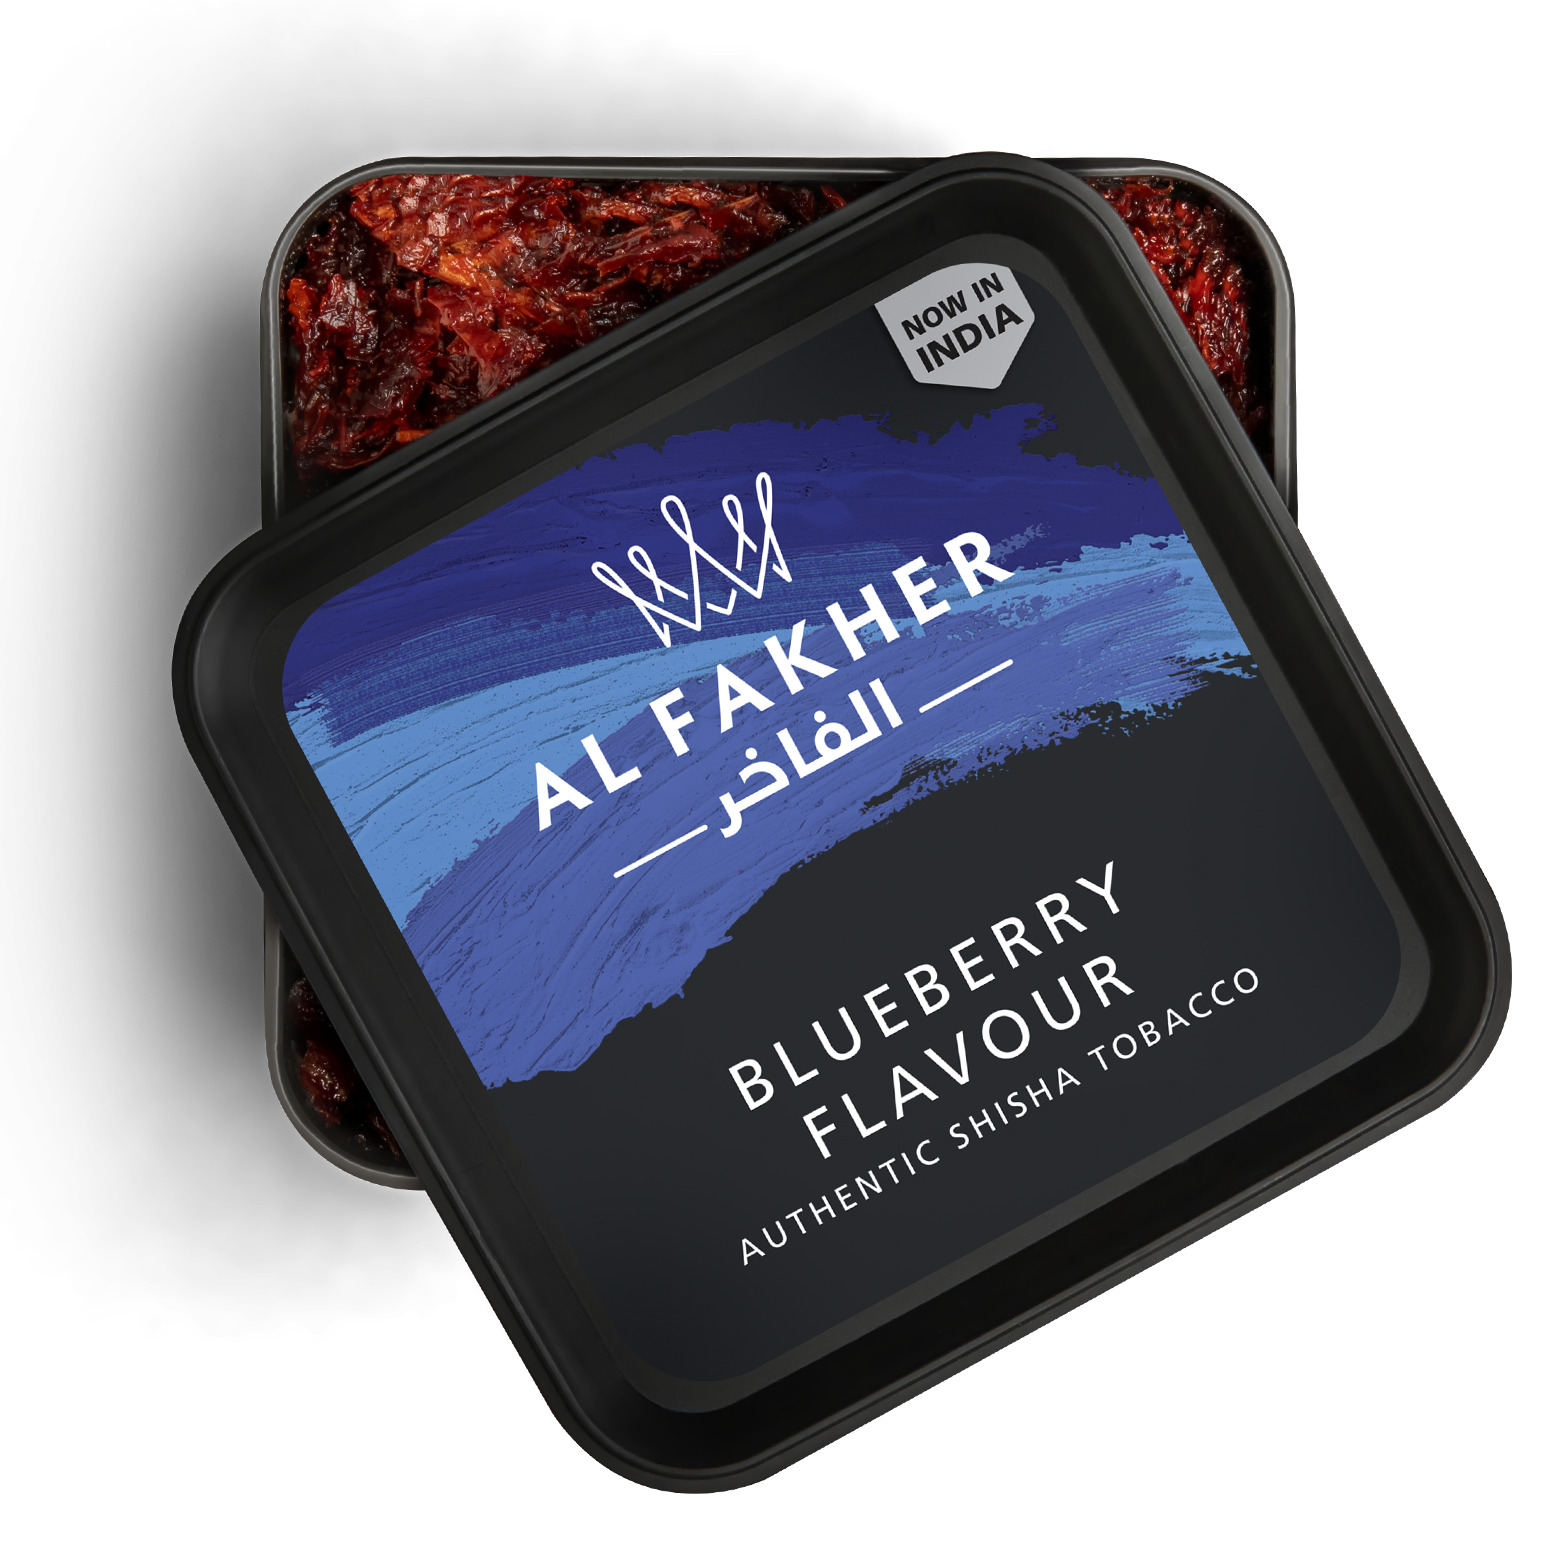 NOW IN
INDIA
AL FAKHER
الفاخر
BLUEBERRY
FLAVOUR
AUTHENTIC SHISHA TOBACCO